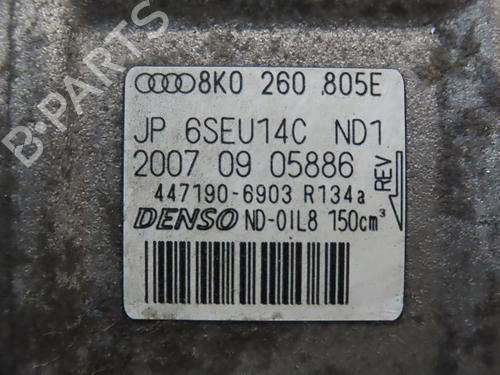 B-PARTS
8K0 260 805E
JP 6SEU14C ND1
2007 09 05886
447190-6903 R134a
REV
DENSO ND-OIL8 150cm³